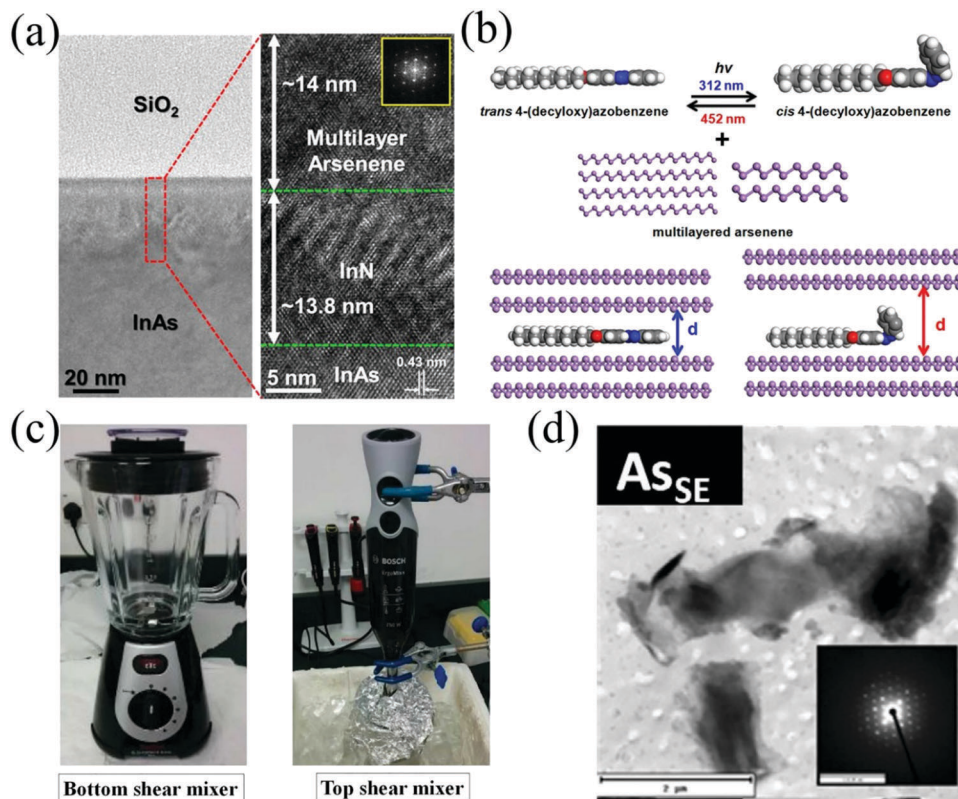 (a)
SiO2
InAs
20 nm
~14 nm
Multilayer
Arsenene
InN
~13.8 nm
InAs
5 nm
0.43 nm
(b)
hν
312 nm
452 nm
trans 4-(decyloxy)azobenzene
cis 4-(decyloxy)azobenzene
+
multilayered arsenene
d
d
(c)
BOSCH
Bottom shear mixer
Top shear mixer
(d)
AsSE
2 μm